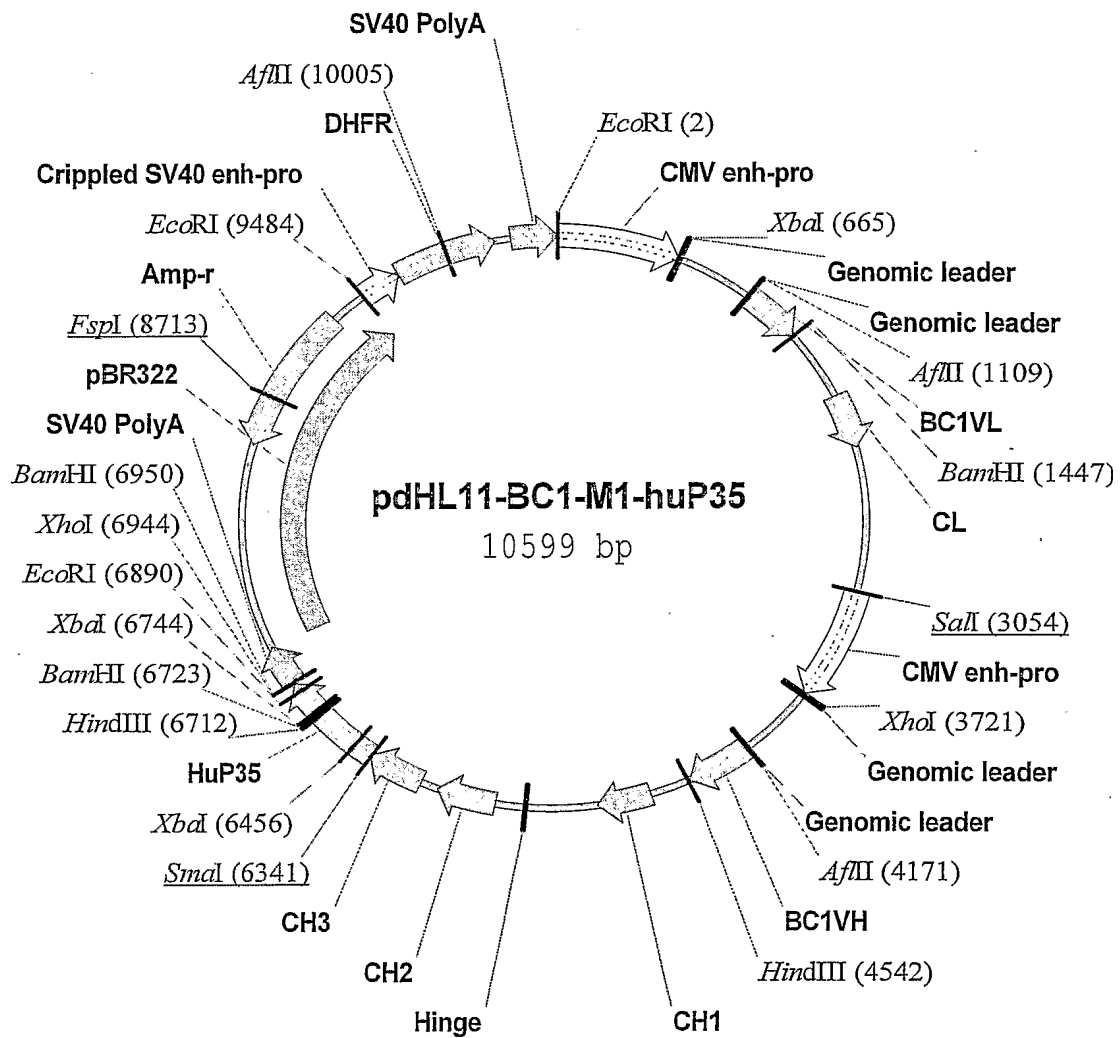 SV40 PolyA
AflII (10005)
DHFR
EcoRI (2)
Crippled SV40 enh-pro
CMV enh-pro
EcoRI (9484)
XbaI (665)
Amp-r
Genomic leader
FspI (8713)
Genomic leader
pBR322
AflII (1109)
SV40 PolyA
BC1VL
BamHI (6950)
BamHI (1447)
XhoI (6944)
CL
EcoRI (6890)
XbaI (6744)
BamHI (6723)
HindIII (6712)
HuP35
XbaI (6456)
SmaI (6341)
pdHL11-BC1-M1-huP35
10599 bp
SalI (3054)
CMV enh-pro
XhoI (3721)
Genomic leader
Genomic leader
AflII (4171)
BC1VH
HindIII (4542)
CH3
CH2
Hinge
CH1